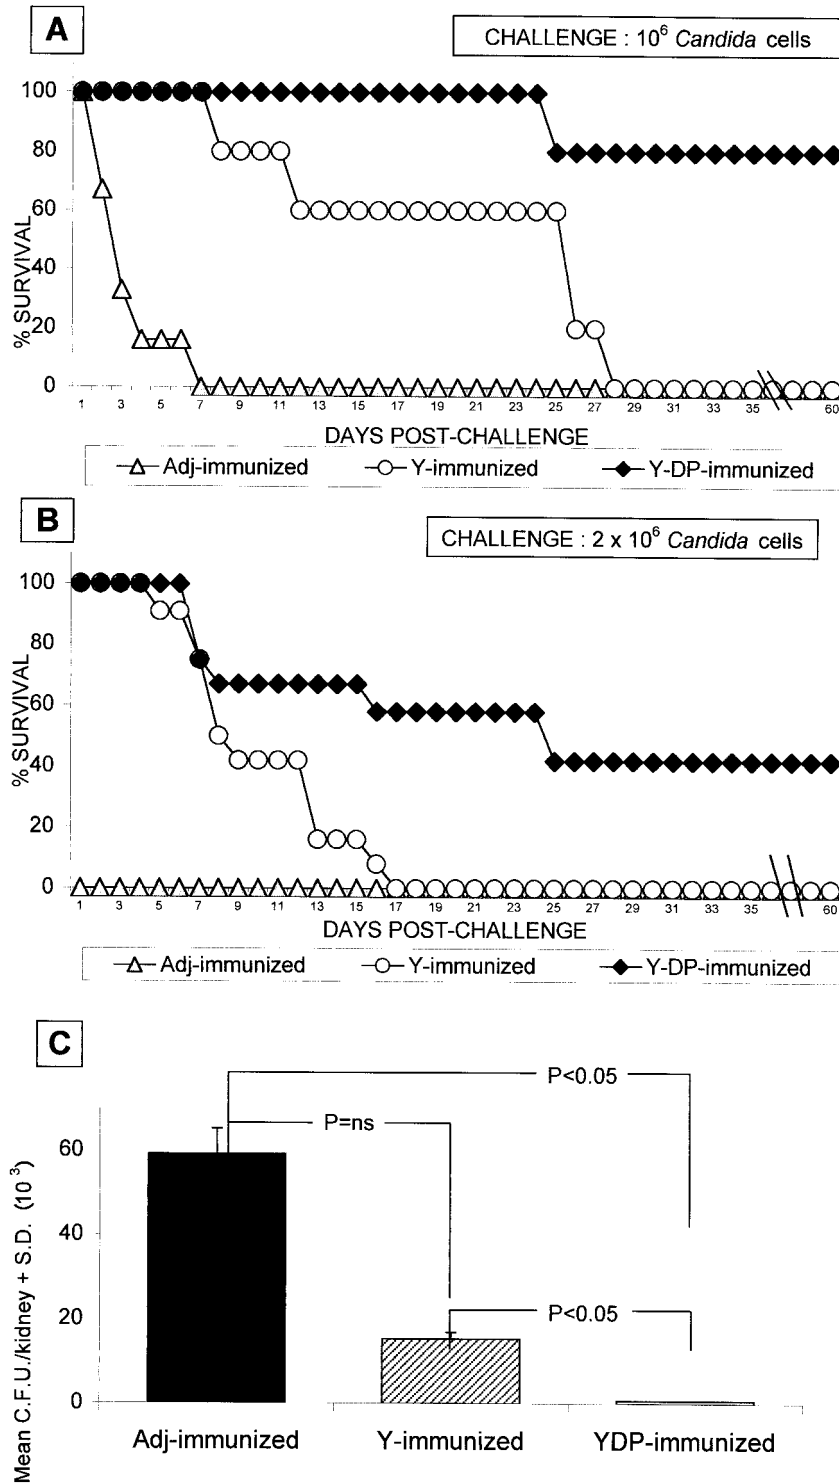 A
CHALLENGE : 10⁶ Candida cells
100
80
60
40
20
0
% SURVIVAL
1 3 5 7 9 11 13 15 17 19 21 23 25 27 29 31 33 35 60
DAYS POST-CHALLENGE
Adj-immunized Y-immunized Y-DP-immunized
B
CHALLENGE : 2 x 10⁶ Candida cells
100
80
60
40
20
0
% SURVIVAL
1 3 5 7 9 11 13 15 17 19 21 23 25 27 29 31 33 35 60
DAYS POST-CHALLENGE
Adj-immunized Y-immunized Y-DP-immunized
C
P<0.05
P=ns
P<0.05
60
40
20
0
Mean C.F.U./kidney + S.D. (10³)
Adj-immunized Y-immunized YDP-immunized